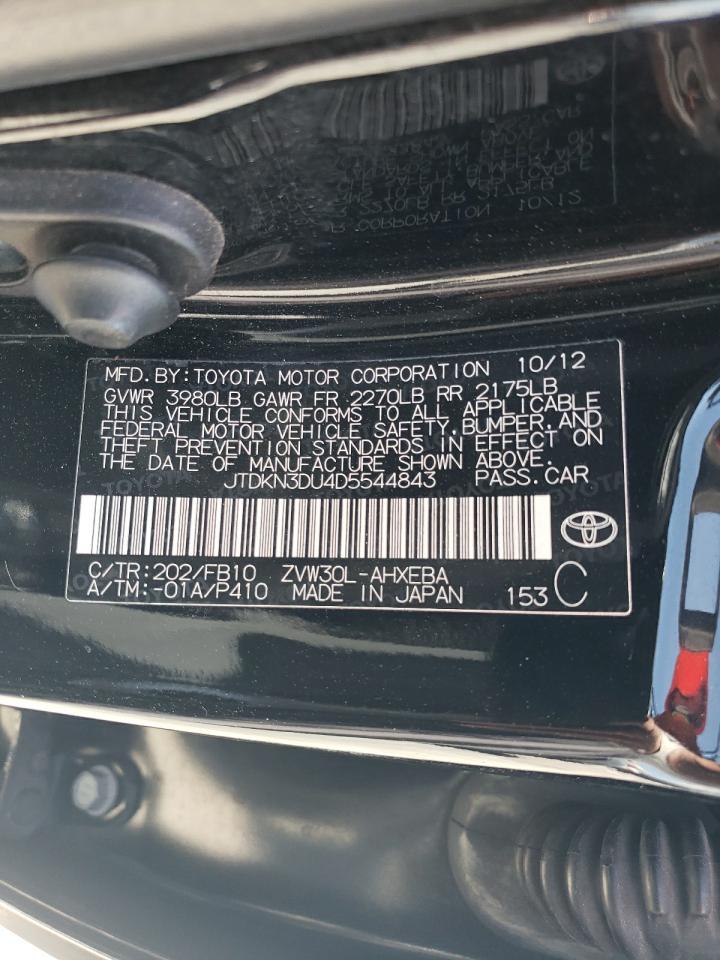 MFD.BY:TOYOTA MOTOR CORPORATION 10/12
GVWR 3980LB GAWR FR 2270LB RR 2175LB
THIS VEHICLE CONFORMS TO ALL APPLICABLE
FEDERAL MOTOR VEHICLE SAFETY,BUMPER,AND
THEFT PREVENTION STANDARDS IN EFFECT ON
THE DATE OF MANUFACTURE SHOWN ABOVE.
JTDKN3DU4D5544843 PASS.CAR
C/TR:202/FB10 ZVW30L-AHXEBA
A/TM:-01A/P410 MADE IN JAPAN 153 C